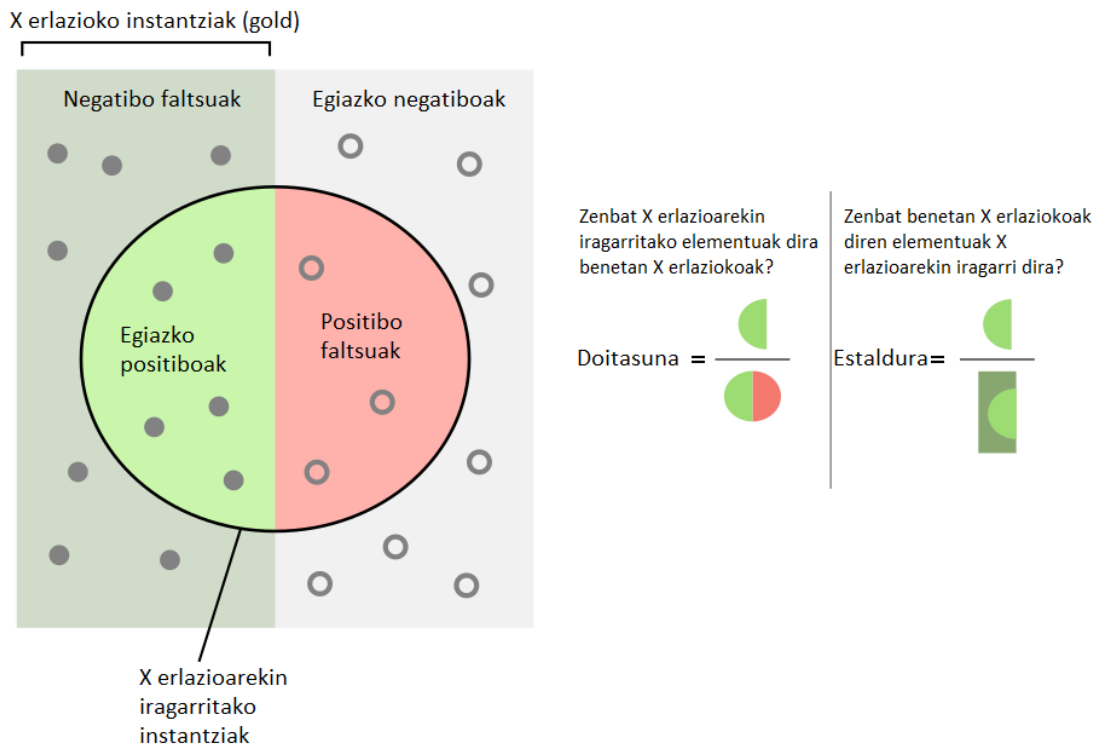 X erlazioko instantziak (gold)
Negatibo faltsuak
Egiazko negatiboak
Egiazko
positiboak
Positibo
faltsuak
X erlazioarekin
iragarritako
instantziak
Zenbat X erlazioarekin
iragarritako elementuak dira
benetan X erlaziokoak?
Doitasuna =
Zenbat benetan X erlaziokoak
diren elementuak X
erlazioarekin iragarri dira?
Estaldura=